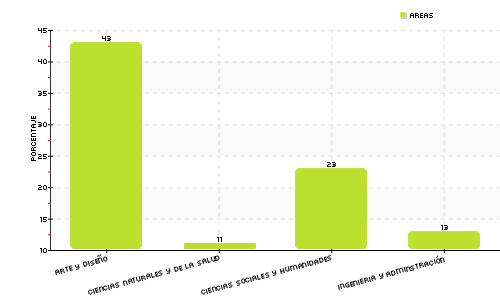 AREAS
45
40
35
30
25
20
15
10
PORCENTAJE
43
11
23
13
ARTE Y DISEÑO
CIENCIAS NATURALES Y DE LA SALUD
CIENCIAS SOCIALES Y HUMANIDADES
INGENIERIA Y ADMINSTRACIÓN